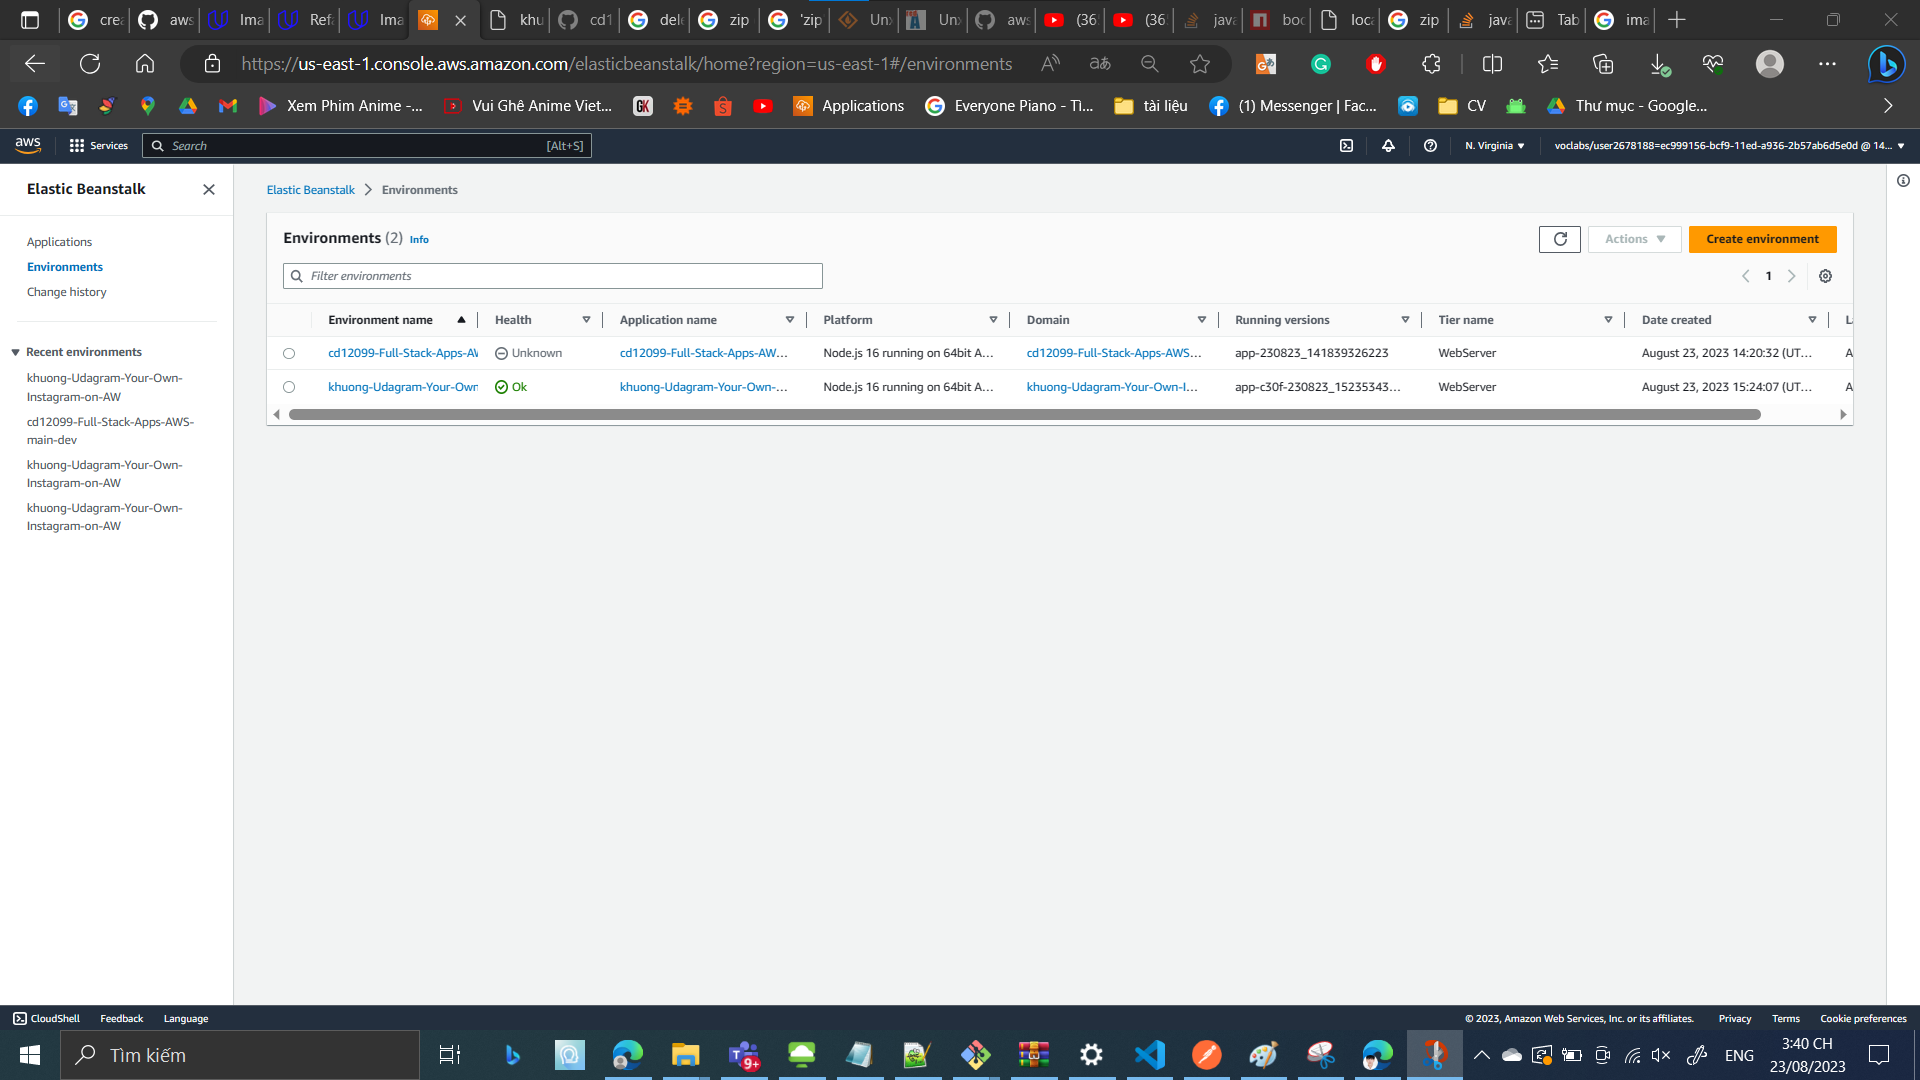 crea
aws
Ima
Refa
Ima
khu
cd1
dele
zip
'zip
Unx
Unx
aws
(36
(36
java
boc
loca
zip
java
Tab
ima
https://us-east-1.console.aws.amazon.com/elasticbeanstalk/home?region=us-east-1#/environments
Xem Phim Anime -...
Vui Ghê Anime Viet...
Applications
Everyone Piano - Tì...
tài liệu
(1) Messenger | Fac...
CV
Thư mục - Google...
aws
Services
Search
[Alt+S]
N. Virginia
voclabs/user2678188=ec999156-bcf9-11ed-a936-2b57ab6d5e0d @ 14...
Elastic Beanstalk
Applications
Environments
Change history
Recent environments
khuong-Udagram-Your-Own-
Instagram-on-AW
cd12099-Full-Stack-Apps-AWS-
main-dev
khuong-Udagram-Your-Own-
Instagram-on-AW
khuong-Udagram-Your-Own-
Instagram-on-AW
Elastic Beanstalk > Environments
Environments (2) Info
Actions
Create environment
Filter environments
1
Environment name Health Application name Platform Domain Running versions Tier name Date created
cd12099-Full-Stack-Apps-AW Unknown cd12099-Full-Stack-Apps-AW... Node.js 16 running on 64bit A... cd12099-Full-Stack-Apps-AWS... app-230823_141839326223 WebServer August 23, 2023 14:20:32 (UT... A
khuong-Udagram-Your-Own Ok khuong-Udagram-Your-Own-... Node.js 16 running on 64bit A... khuong-Udagram-Your-Own-I... app-c30f-230823_15235343... WebServer August 23, 2023 15:24:07 (UT... A
CloudShell
Feedback
Language
© 2023, Amazon Web Services, Inc. or its affiliates.
Privacy
Terms
Cookie preferences
Tìm kiếm
9+
ENG
3:40 CH
23/08/2023